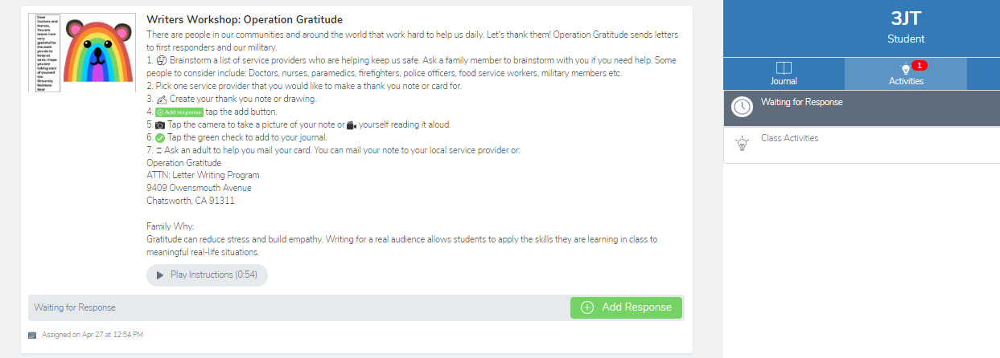 Dear
Doctors and
Nurses,
You are
brave. I am
very
grateful for
the work
you do to
keep us
safe. I hope
you are
taking care
of yourself
too.
Sincerely,
Rainbow
Bear
Writers Workshop: Operation Gratitude
There are people in our communities and around the world that work hard to help us daily. Let's thank them! Operation Gratitude sends letters
to first responders and our military.
1. Brainstorm a list of service providers who are helping keep us safe. Ask a family member to brainstorm with you if you need help. Some
people to consider include: Doctors, nurses, paramedics, firefighters, police officers, food service workers, military members etc.
2. Pick one service provider that you would like to make a thank you note or card for.
3. Create your thank you note or drawing.
4. Add response tap the add button.
5. Tap the camera to take a picture of your note or yourself reading it aloud.
6. Tap the green check to add to your journal.
7. Ask an adult to help you mail your card. You can mail your note to your local service provider or:
Operation Gratitude
ATTN: Letter Writing Program
9409 Owensmouth Avenue
Chatsworth, CA 91311
Family Why:
Gratitude can reduce stress and build empathy. Writing for a real audience allows students to apply the skills they are learning in class to
meaningful real-life situations.
Play Instructions (0:54)
Waiting for Response
Add Response
Assigned on Apr 27 at 12:54 PM
3JT
Student
Journal
1
Activities
Waiting for Response
Class Activities